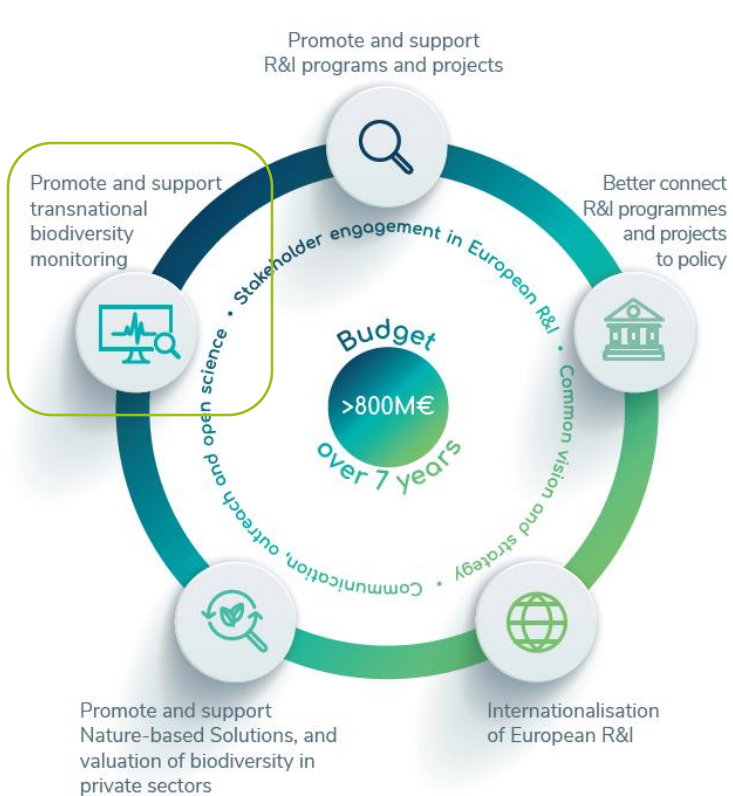 Promote and support
R&I programs and projects
Promote and support
transnational
biodiversity
monitoring
Better connect
R&I programmes
and projects
to policy
Stakeholder engagement in European R&I • Common vision and strategy • Communication, outreach and open science •
Budget
>800M€
over 7 years
Promote and support
Nature-based Solutions, and
valuation of biodiversity in
private sectors
Internationalisation
of European R&I